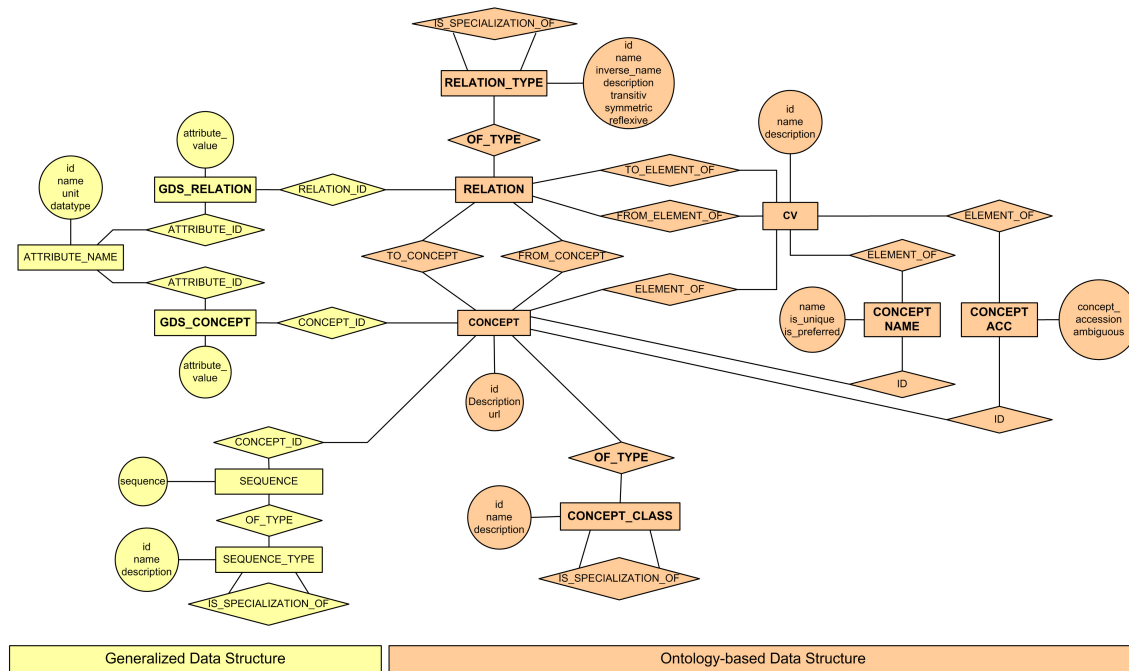 IS_SPECIALIZATION_OF
id
name
inverse_name
description
transitiv
symmetric
reflexive
RELATION_TYPE
OF_TYPE
id
name
description
attribute_
value
id
name
unit
datatype
GDS_RELATION
RELATION_ID
RELATION
TO_ELEMENT_OF
FROM_ELEMENT_OF
CV
ELEMENT_OF
ATTRIBUTE_ID
ATTRIBUTE_NAME
TO_CONCEPT
FROM_CONCEPT
ELEMENT_OF
ATTRIBUTE_ID
ELEMENT_OF
GDS_CONCEPT
CONCEPT_ID
CONCEPT
name
is_unique
is_preferred
CONCEPT
NAME
CONCEPT
ACC
concept_
accession
ambiguous
attribute_
value
id
Description
url
ID
ID
CONCEPT_ID
OF_TYPE
sequence
SEQUENCE
id
name
description
CONCEPT_CLASS
OF_TYPE
id
name
description
SEQUENCE_TYPE
IS_SPECIALIZATION_OF
IS_SPECIALIZATION_OF
Generalized Data Structure
Ontology-based Data Structure